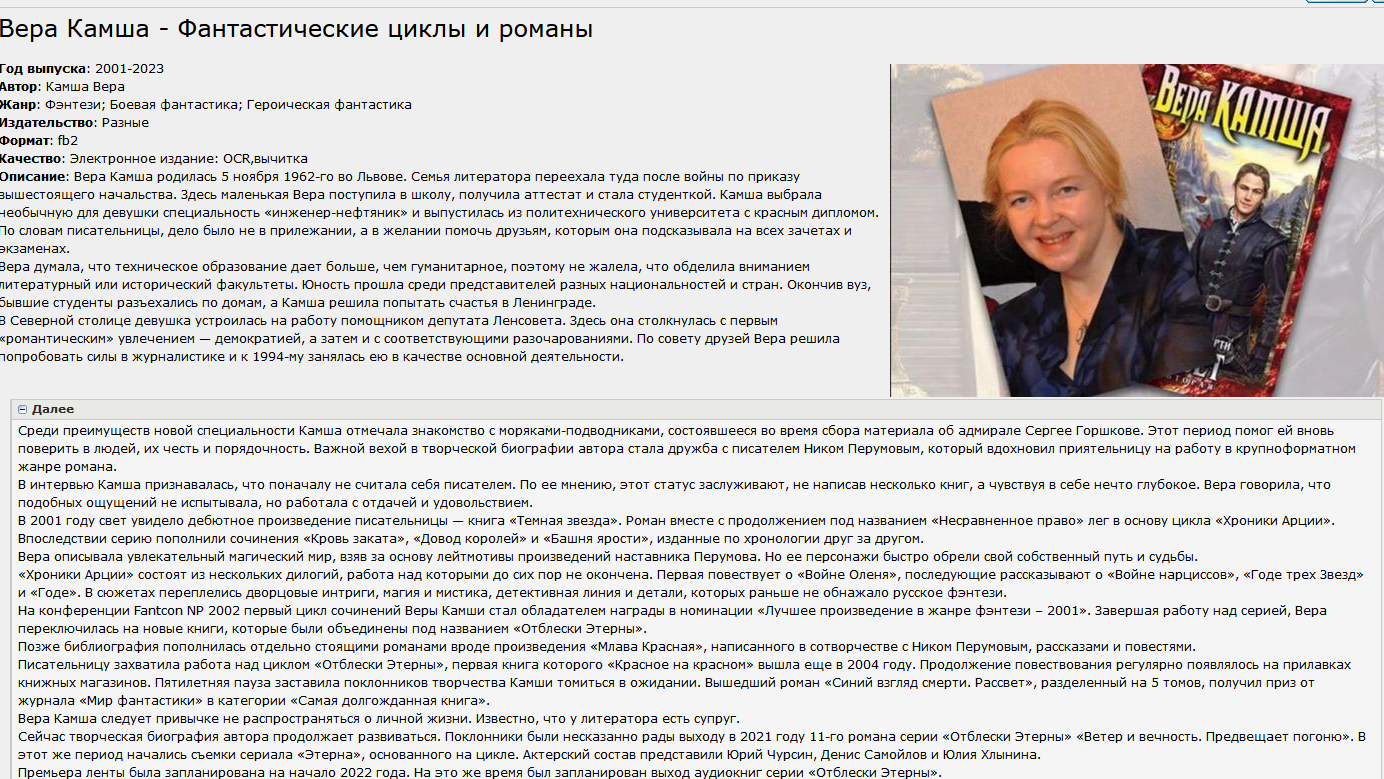 Вера Камша - Фантастические циклы и романы
Год выпуска: 2001-2023
Автор: Камша Вера
Жанр: Фэнтези; Боевая фантастика; Героическая фантастика
Издательство: Разные
Формат: fb2
Качество: Электронное издание: OCR,вычитка
Описание: Вера Камша родилась 5 ноября 1962-го во Львове. Семья литератора переехала туда после войны по приказу
вышестоящего начальства. Здесь маленькая Вера поступила в школу, получила аттестат и стала студенткой. Камша выбрала
необычную для девушки специальность «инженер-нефтяник» и выпустилась из политехнического университета с красным дипломом.
По словам писательницы, дело было не в прилежании, а в желании помочь друзьям, которым она подсказывала на всех зачетах и
экзаменах.
Вера думала, что техническое образование дает больше, чем гуманитарное, поэтому не жалела, что обделила вниманием
литературный или исторический факультеты. Юность прошла среди представителей разных национальностей и стран. Окончив вуз,
бывшие студенты разъехались по домам, а Камша решила попытать счастья в Ленинграде.
В Северной столице девушка устроилась на работу помощником депутата Ленсовета. Здесь она столкнулась с первым
«романтическим» увлечением — демократией, а затем и с соответствующими разочарованиями. По совету друзей Вера решила
попробовать силы в журналистике и к 1994-му занялась ею в качестве основной деятельности.
Вера КАМША
Далее
Среди преимуществ новой специальности Камша отмечала знакомство с моряками-подводниками, состоявшееся во время сбора материала об адмирале Сергее Горшкове. Этот период помог ей вновь
поверить в людей, их честь и порядочность. Важной вехой в творческой биографии автора стала дружба с писателем Ником Перумовым, который вдохновил приятельницу на работу в крупноформатном
жанре романа.
В интервью Камша признавалась, что поначалу не считала себя писателем. По ее мнению, этот статус заслуживают, не написав несколько книг, а чувствуя в себе нечто глубокое. Вера говорила, что
подобных ощущений не испытывала, но работала с отдачей и удовольствием.
В 2001 году свет увидело дебютное произведение писательницы — книга «Темная звезда». Роман вместе с продолжением под названием «Несравненное право» лег в основу цикла «Хроники Арции».
Впоследствии серию пополнили сочинения «Кровь заката», «Довод королей» и «Башня ярости», изданные по хронологии друг за другом.
Вера описывала увлекательный магический мир, взяв за основу лейтмотивы произведений наставника Перумова. Но ее персонажи быстро обрели свой собственный путь и судьбы.
«Хроники Арции» состоят из нескольких дилогий, работа над которыми до сих пор не окончена. Первая повествует о «Войне Оленя», последующие рассказывают о «Войне нарциссов», «Годе трех Звезд»
и «Годе». В сюжетах переплелись дворцовые интриги, магия и мистика, детективная линия и детали, которых раньше не обнажало русское фэнтези.
На конференции Fantcon NP 2002 первый цикл сочинений Веры Камши стал обладателем награды в номинации «Лучшее произведение в жанре фэнтези – 2001». Завершая работу над серией, Вера
переключилась на новые книги, которые были объединены под названием «Отблески Этерны».
Позже библиография пополнилась отдельно стоящими романами вроде произведения «Млава Красная», написанного в сотворчестве с Ником Перумовым, рассказами и повестями.
Писательницу захватила работа над циклом «Отблески Этерны», первая книга которого «Красное на красном» вышла еще в 2004 году. Продолжение повествования регулярно появлялось на прилавках
книжных магазинов. Пятилетняя пауза заставила поклонников творчества Камши томиться в ожидании. Вышедший роман «Синий взгляд смерти. Рассвет», разделенный на 5 томов, получил приз от
журнала «Мир фантастики» в категории «Самая долгожданная книга».
Вера Камша следует привычке не распространяться о личной жизни. Известно, что у литератора есть супруг.
Сейчас творческая биография автора продолжает развиваться. Поклонники были несказанно рады выходу в 2021 году 11-го романа серии «Отблески Этерны» «Ветер и вечность. Предвещает погоню». В
этот же период начались съемки сериала «Этерна», основанного на цикле. Актерский состав представили Юрий Чурсин, Денис Самойлов и Юлия Хлынина.
Премьера ленты была запланирована на начало 2022 года. На это же время был запланирован выход аудиокниг серии «Отблески Этерны».